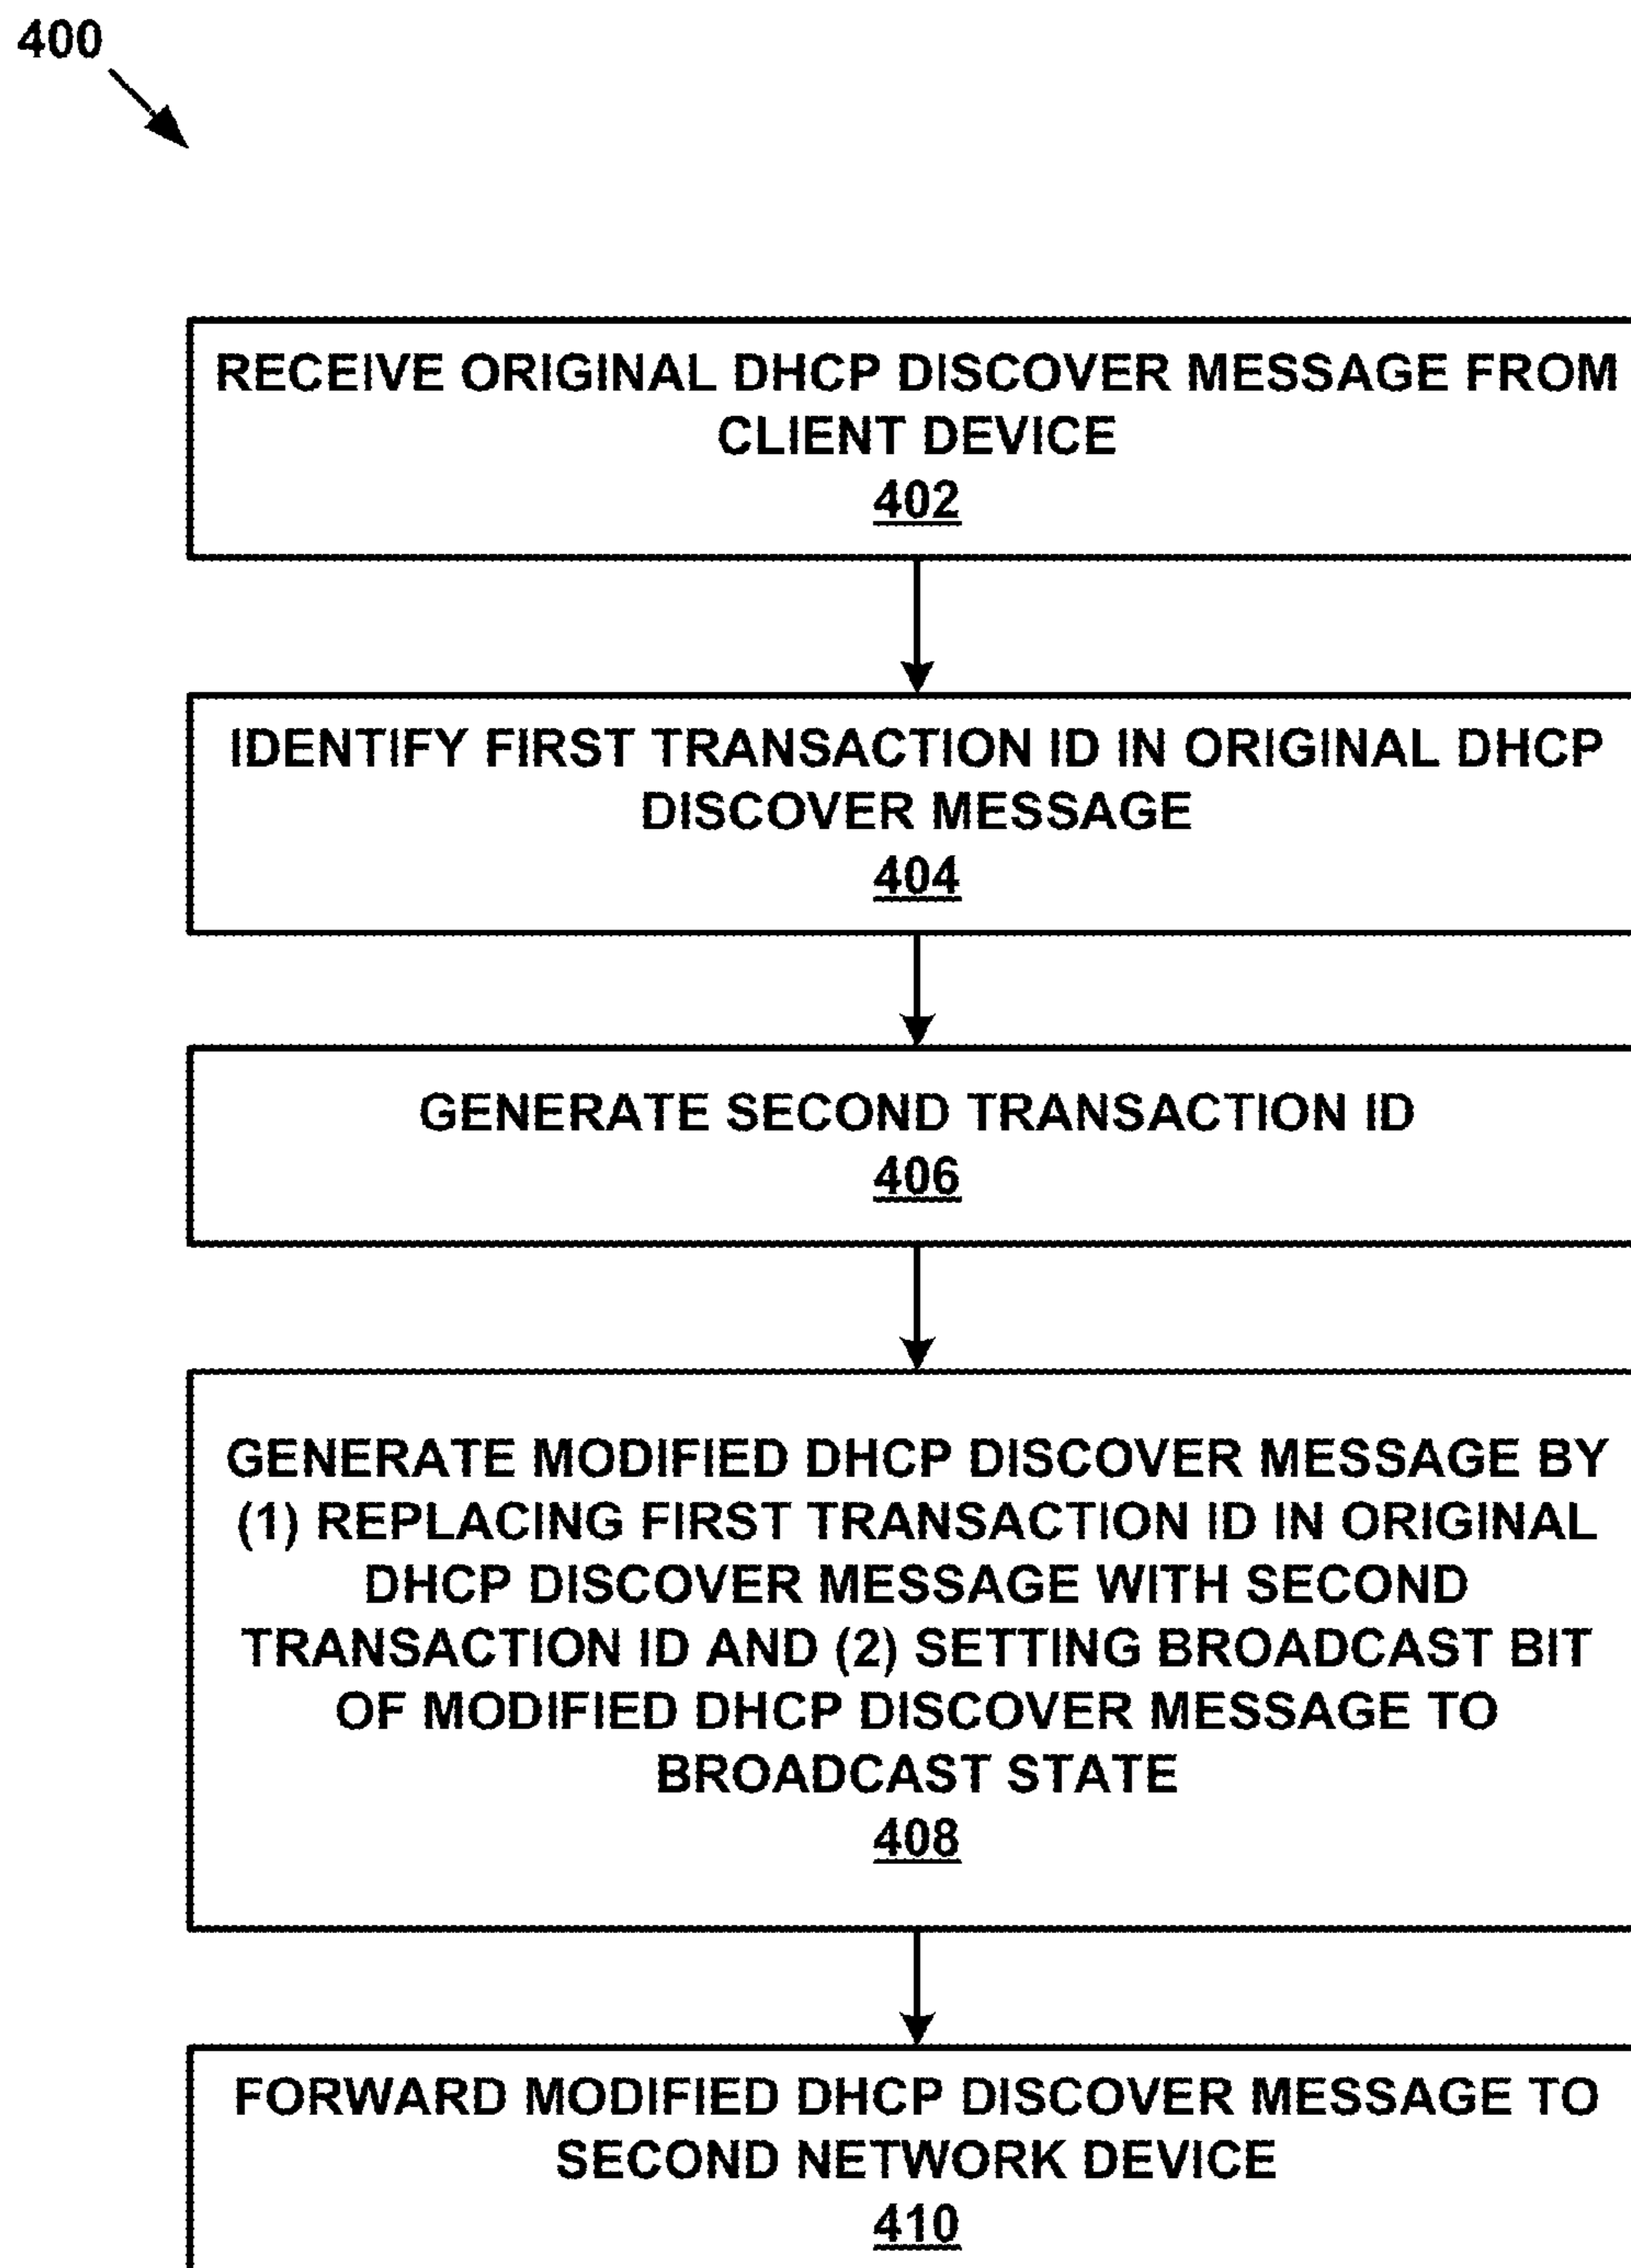 400
RECEIVE ORIGINAL DHCP DISCOVER MESSAGE FROM
CLIENT DEVICE
402
IDENTIFY FIRST TRANSACTION ID IN ORIGINAL DHCP
DISCOVER MESSAGE
404
GENERATE SECOND TRANSACTION ID
406
GENERATE MODIFIED DHCP DISCOVER MESSAGE BY
(1) REPLACING FIRST TRANSACTION ID IN ORIGINAL
DHCP DISCOVER MESSAGE WITH SECOND
TRANSACTION ID AND (2) SETTING BROADCAST BIT
OF MODIFIED DHCP DISCOVER MESSAGE TO
BROADCAST STATE
408
FORWARD MODIFIED DHCP DISCOVER MESSAGE TO
SECOND NETWORK DEVICE
410